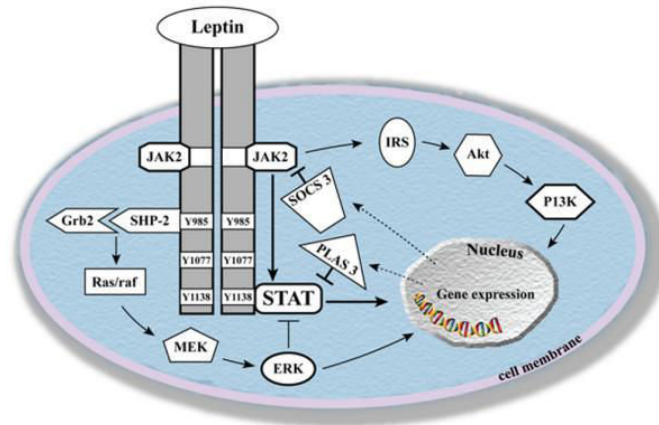 Leptin
JAK2
JAK2
IRS
Akt
P13K
SOCS 3
Grb2
SHP-2
Y985
Y985
PLAS 3
Nucleus
Y1077
Y1077
Ras/raf
Gene expression
Y1138
Y1138
STAT
MEK
ERK
cell membrane